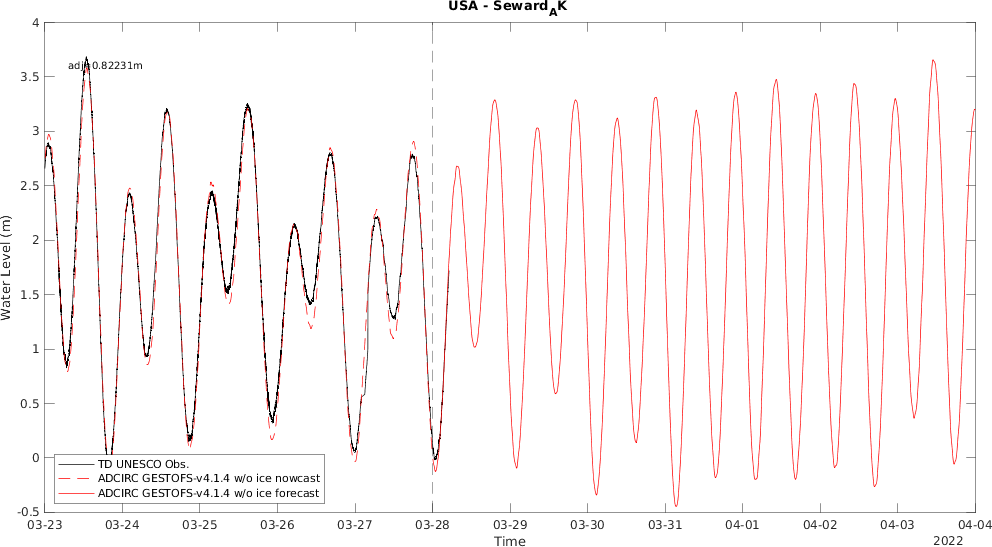 USA - Seward_AK
adj=0.82231m
4
3.5
3
2.5
2
1.5
1
0.5
0
-0.5
Water Level (m)
TD UNESCO Obs.
ADCIRC GESTOFS-v4.1.4 w/o ice nowcast
ADCIRC GESTOFS-v4.1.4 w/o ice forecast
03-23 03-24 03-25 03-26 03-27 03-28 03-29 03-30 03-31 04-01 04-02 04-03 04-04
Time
2022